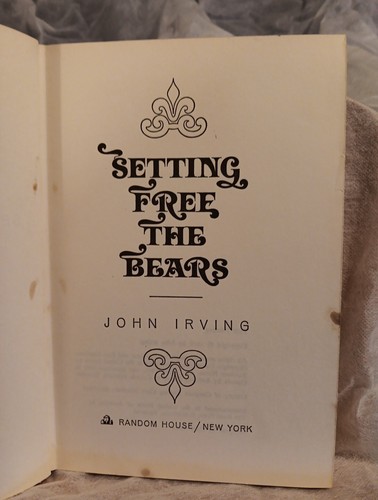 SETTING
FREE
THE
BEARS
JOHN IRVING
RANDOM HOUSE/NEW YORK